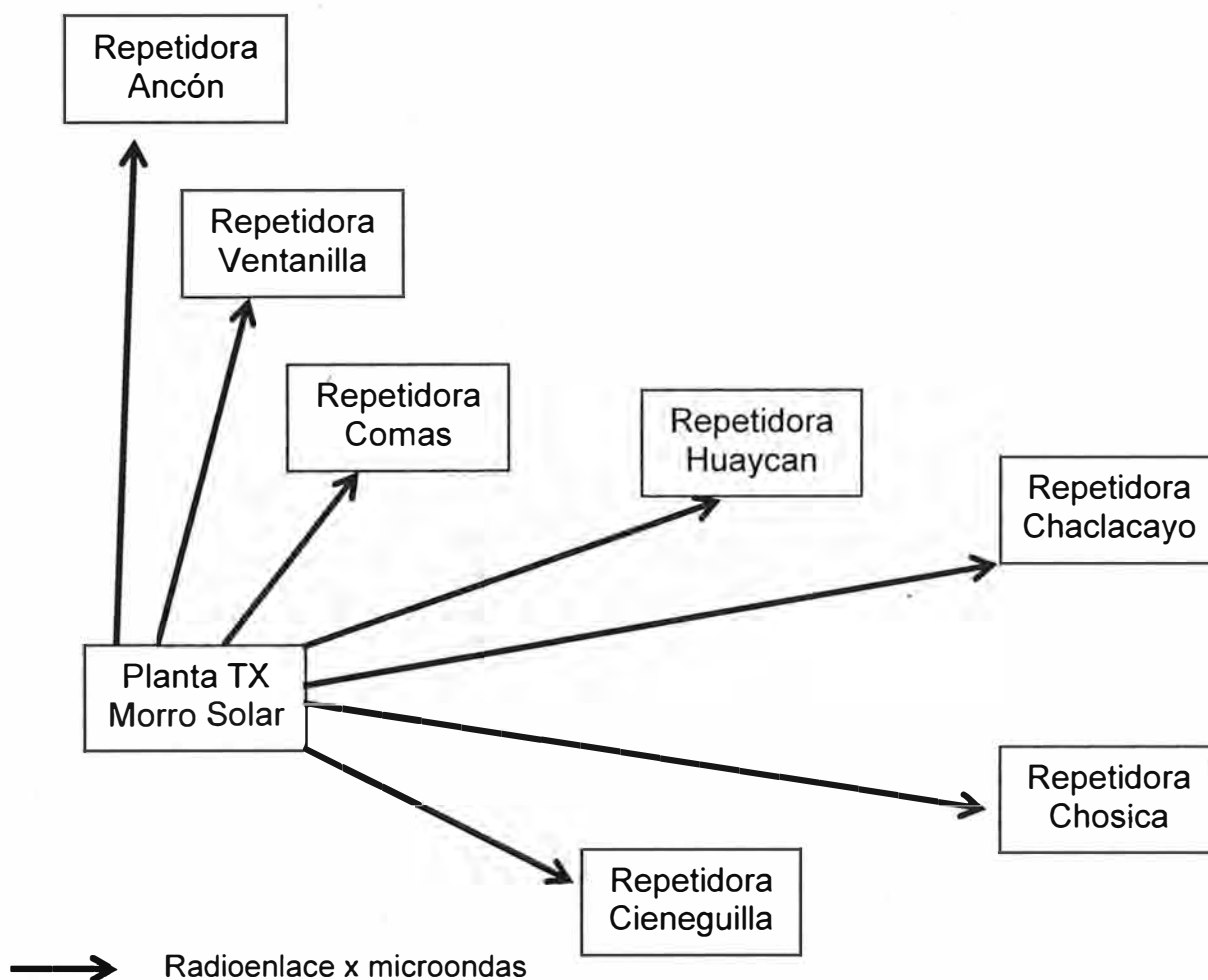 Repetidora
Ancón
Repetidora
Ventanilla
Repetidora
Comas
Repetidora
Huaycan
Repetidora
Chaclacayo
Planta TX
Morro Solar
Repetidora
Chosica
Repetidora
Cieneguilla
Radioenlace x microondas